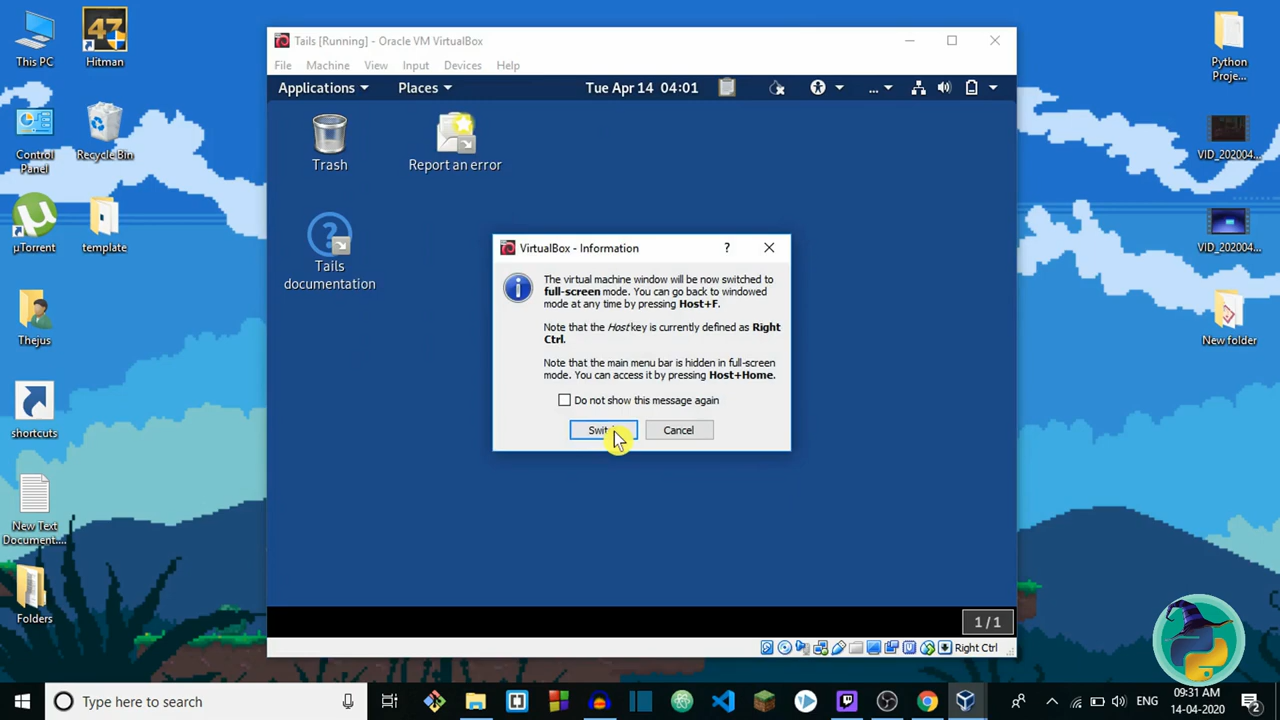 This PC
Hitman
Control
Panel
Recycle Bin
µTorrent
template
Thejus
shortcuts
New Text
Document....
Folders
Tails [Running] - Oracle VM VirtualBox
File Machine View Input Devices Help
Applications Places Tue Apr 14 04:01 ...
Trash
Report an error
Tails
documentation
VirtualBox - Information ?
The virtual machine window will be now switched to
full-screen mode. You can go back to windowed
mode at any time by pressing Host+F.
Note that the Host key is currently defined as Right
Ctrl.
Note that the main menu bar is hidden in full-screen
mode. You can access it by pressing Host+Home.
Do not show this message again
Cancel
1 / 1
Right Ctrl
Python
Proje...
VID_202004...
VID_202004...
New folder
Type here to search
ENG
09:31 AM
14-04-2020
2